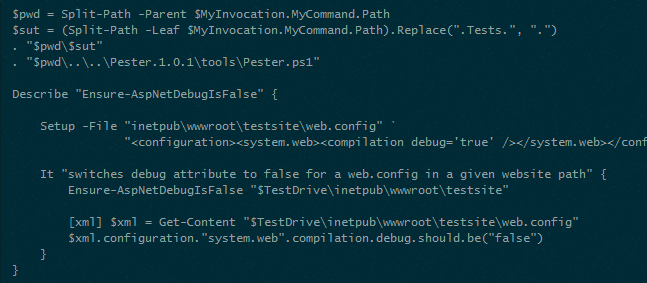 $pwd = Split-Path -Parent $MyInvocation.MyCommand.Path
$sut = (Split-Path -Leaf $MyInvocation.MyCommand.Path).Replace(".Tests.", ".")
. "$pwd\$sut"
. "$pwd\..\..\Pester.1.0.1\tools\Pester.ps1"
Describe "Ensure-AspNetDebugIsFalse" {
Setup -File "inetpub\wwwroot\testsite\web.config" `
"<configuration><system.web><compilation debug='true' /></system.web></conf
It "switches debug attribute to false for a web.config in a given website path" {
Ensure-AspNetDebugIsFalse "$TestDrive\inetpub\wwwroot\testsite"
[xml] $xml = Get-Content "$TestDrive\inetpub\wwwroot\testsite\web.config"
$xml.configuration."system.web".compilation.debug.should.be("false")
}
}